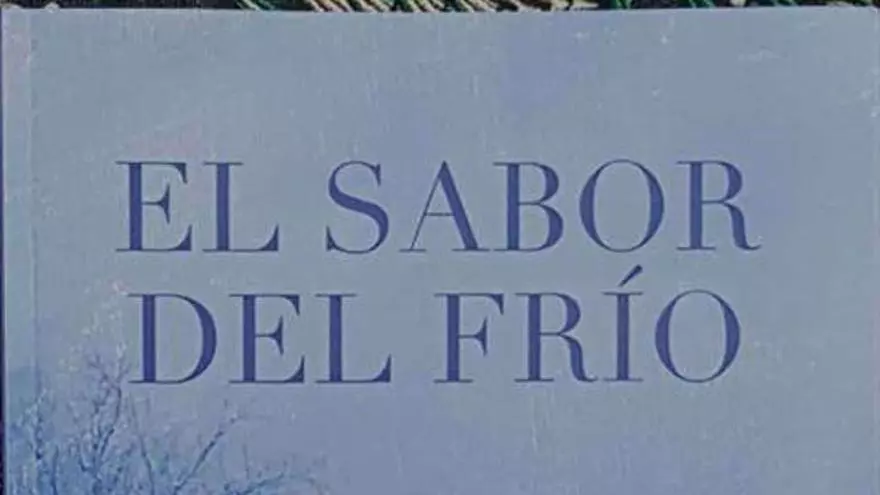 EL SABOR
DEL FRÍO